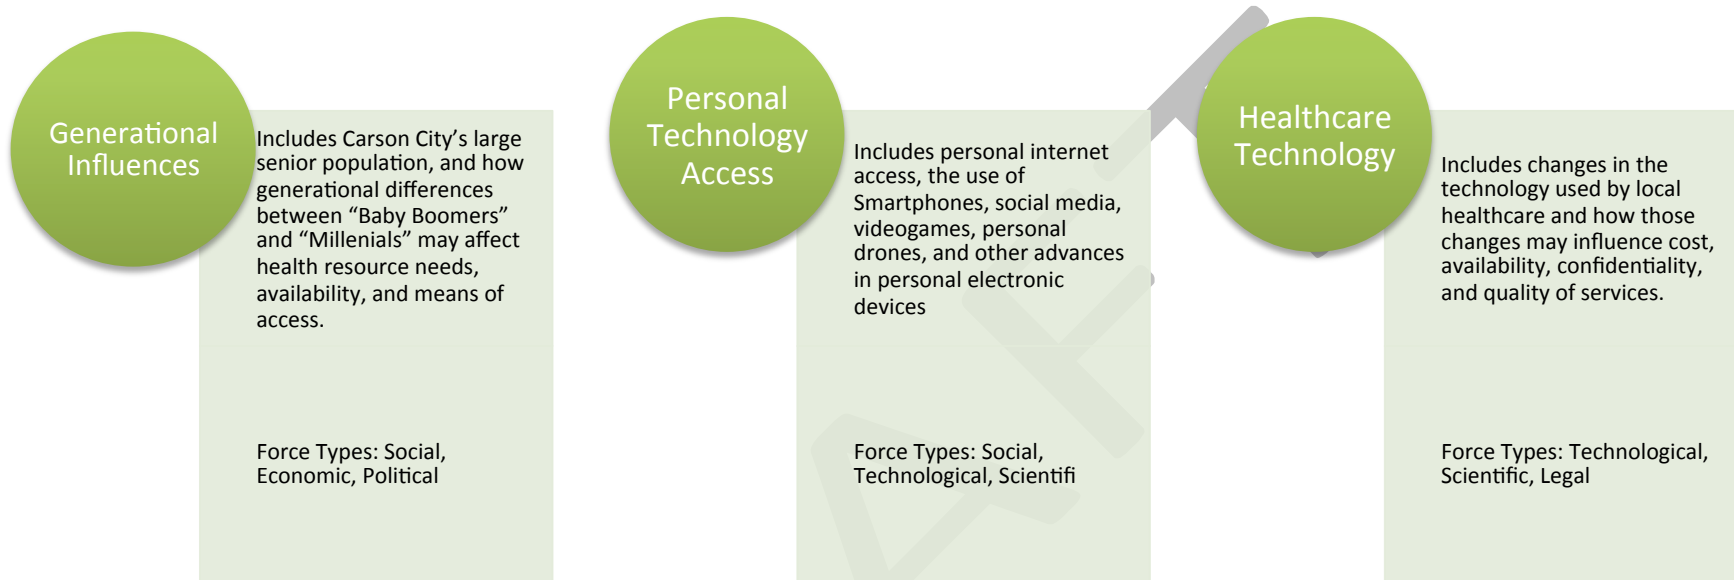 Generational
Influences
Includes Carson City’s large
senior population, and how
generational differences
between “Baby Boomers”
and “Millenials” may affect
health resource needs,
availability, and means of
access.
Force Types: Social,
Economic, Political
Personal
Technology
Access
Includes personal internet
access, the use of
Smartphones, social media,
videogames, personal
drones, and other advances
in personal electronic
devices
Force Types: Social,
Technological, Scientifi
Healthcare
Technology
Includes changes in the
technology used by local
healthcare and how those
changes may influence cost,
availability, confidentiality,
and quality of services.
Force Types: Technological,
Scientific, Legal